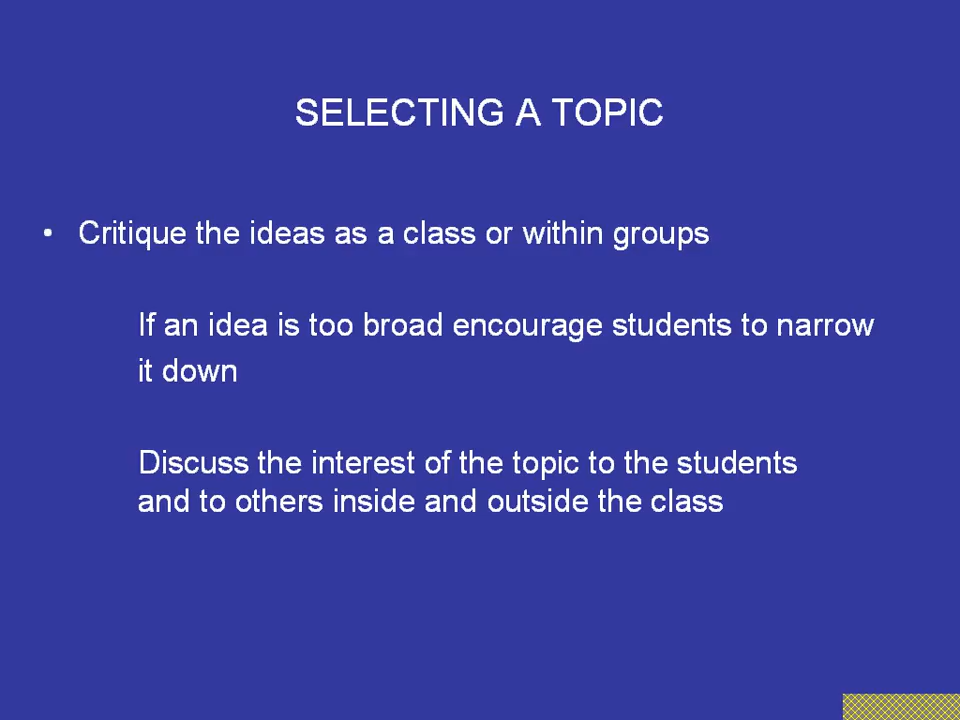 SELECTING A TOPIC
• Critique the ideas as a class or within groups
If an idea is too broad encourage students to narrow
it down
Discuss the interest of the topic to the students
and to others inside and outside the class